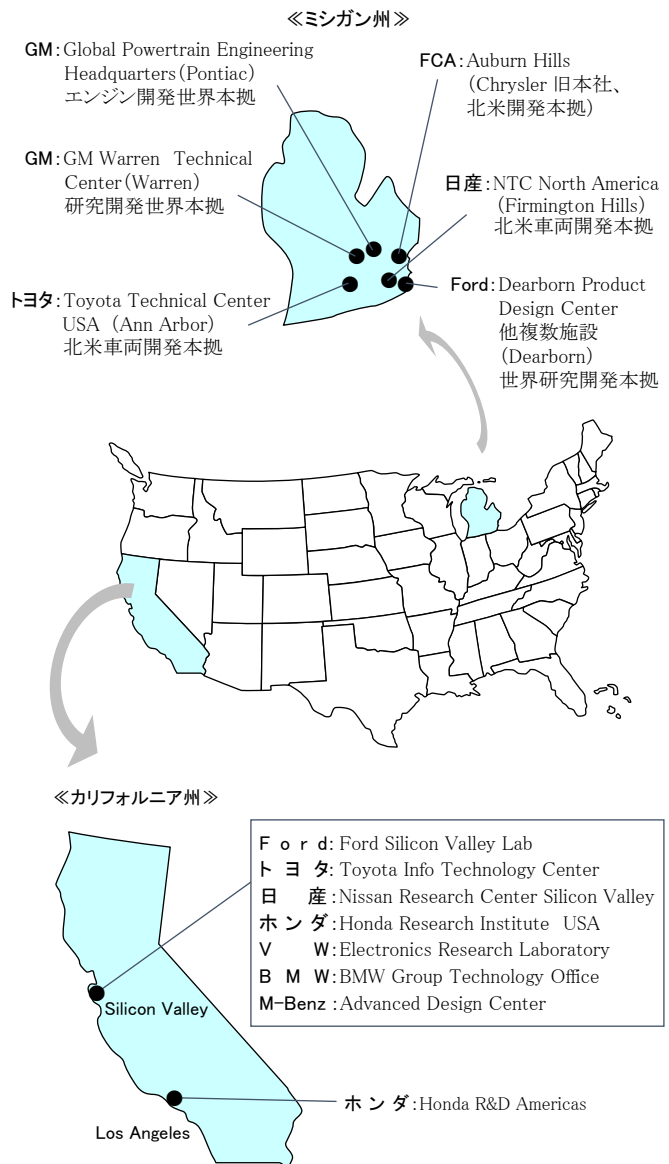 ≪ミシガン州≫
GM:Global Powertrain Engineering
Headquarters(Pontiac)
エンジン開発世界本拠
FCA:Auburn Hills
(Chrysler 旧本社、
北米開発本拠)
GM:GM Warren Technical
Center(Warren)
研究開発世界本拠
日産:NTC North America
(Firmington Hills)
北米車両開発本拠
トヨタ:Toyota Technical Center
USA (Ann Arbor)
北米車両開発本拠
Ford:Dearborn Product
Design Center
他複数施設
(Dearborn)
世界研究開発本拠
≪カリフォルニア州≫
Ford:Ford Silicon Valley Lab
トヨタ:Toyota Info Technology Center
日産:Nissan Research Center Silicon Valley
ホンダ:Honda Research Institute USA
VW:Electronics Research Laboratory
BMW:BMW Group Technology Office
M-Benz:Advanced Design Center
Silicon Valley
ホンダ:Honda R&D Americas
Los Angeles